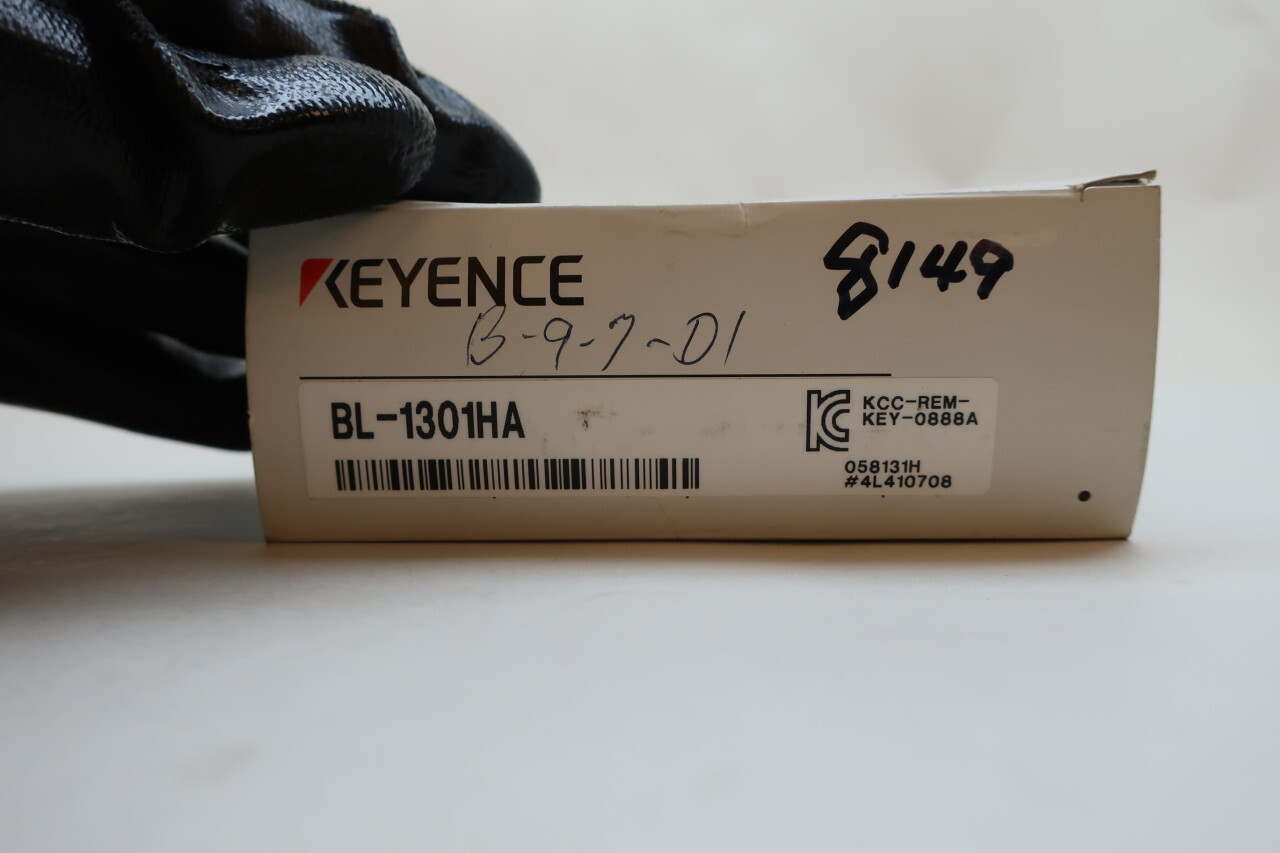 KEYENCE
8149
B-9-7-D1
BL-1301HA
KCC-REM-
KEY-0888A
058131H
#4L410708